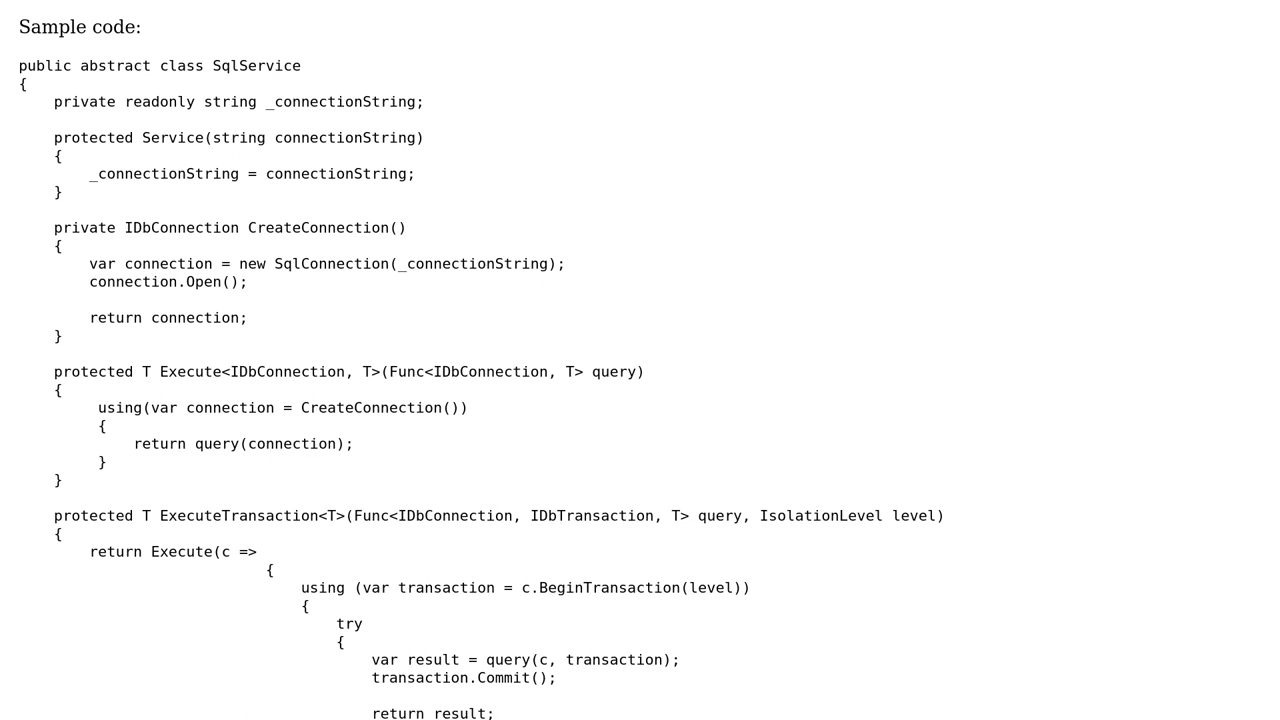 Sample code:
public abstract class SqlService
{
    private readonly string _connectionString;

    protected Service(string connectionString)
    {
        _connectionString = connectionString;
    }

    private IDbConnection CreateConnection()
    {
        var connection = new SqlConnection(_connectionString);
        connection.Open();

        return connection;
    }

    protected T Execute<IDbConnection, T>(Func<IDbConnection, T> query)
    {
         using(var connection = CreateConnection())
         {
             return query(connection);
         }
    }

    protected T ExecuteTransaction<T>(Func<IDbConnection, IDbTransaction, T> query, IsolationLevel level)
    {
        return Execute(c =>
                            {
                                using (var transaction = c.BeginTransaction(level))
                                {
                                    try
                                    {
                                        var result = query(c, transaction);
                                        transaction.Commit();

                                        return result;